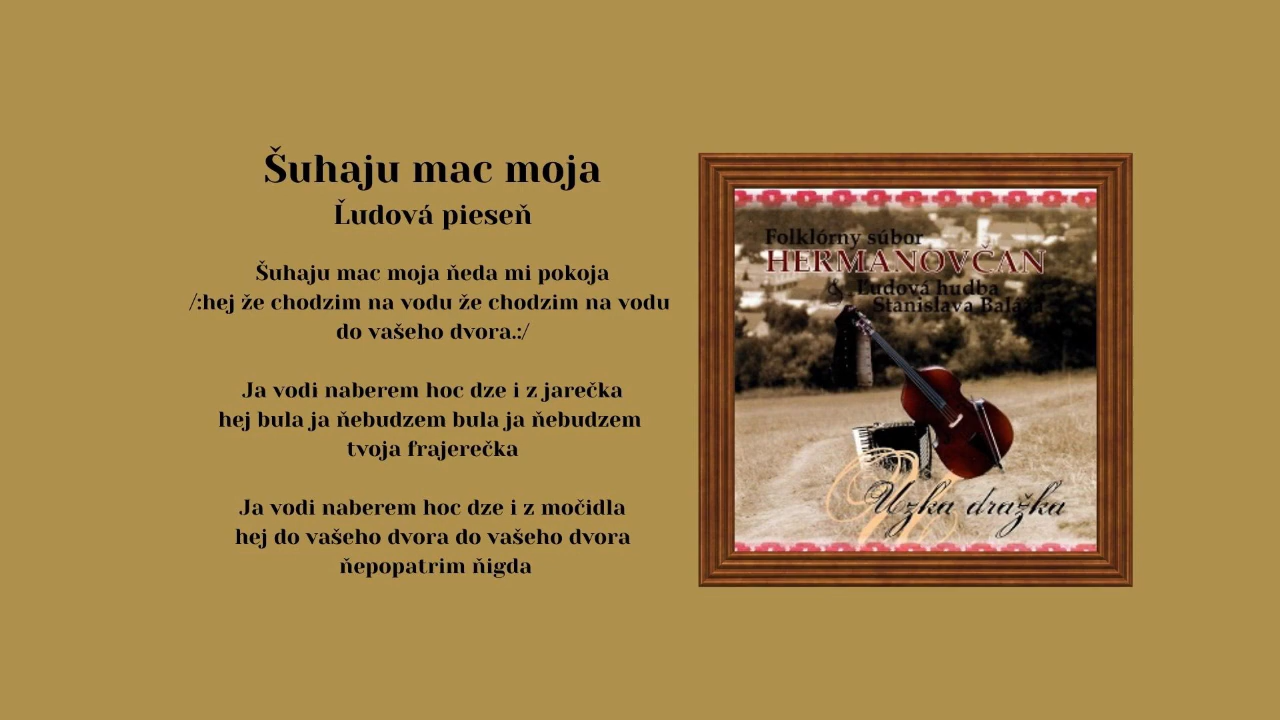 Šuhaju mac moja
Ľudová pieseň
Šuhaju mac moja ňeda mi pokoja
/:hej že chodzim na vodu že chodzim na vodu
do vašeho dvora.:/
Ja vodi naberem hoc dze i z jarečka
hej bula ja ňebudzem bula ja ňebudzem
tvoja frajerečka
Ja vodi naberem hoc dze i z močidla
hej do vašeho dvora do vašeho dvora
ňepopatrim ňigda
Folklórny súbor
HERMANOVČAN
& Ľudová hudba
Stanislava Baláža
Uzka dražka